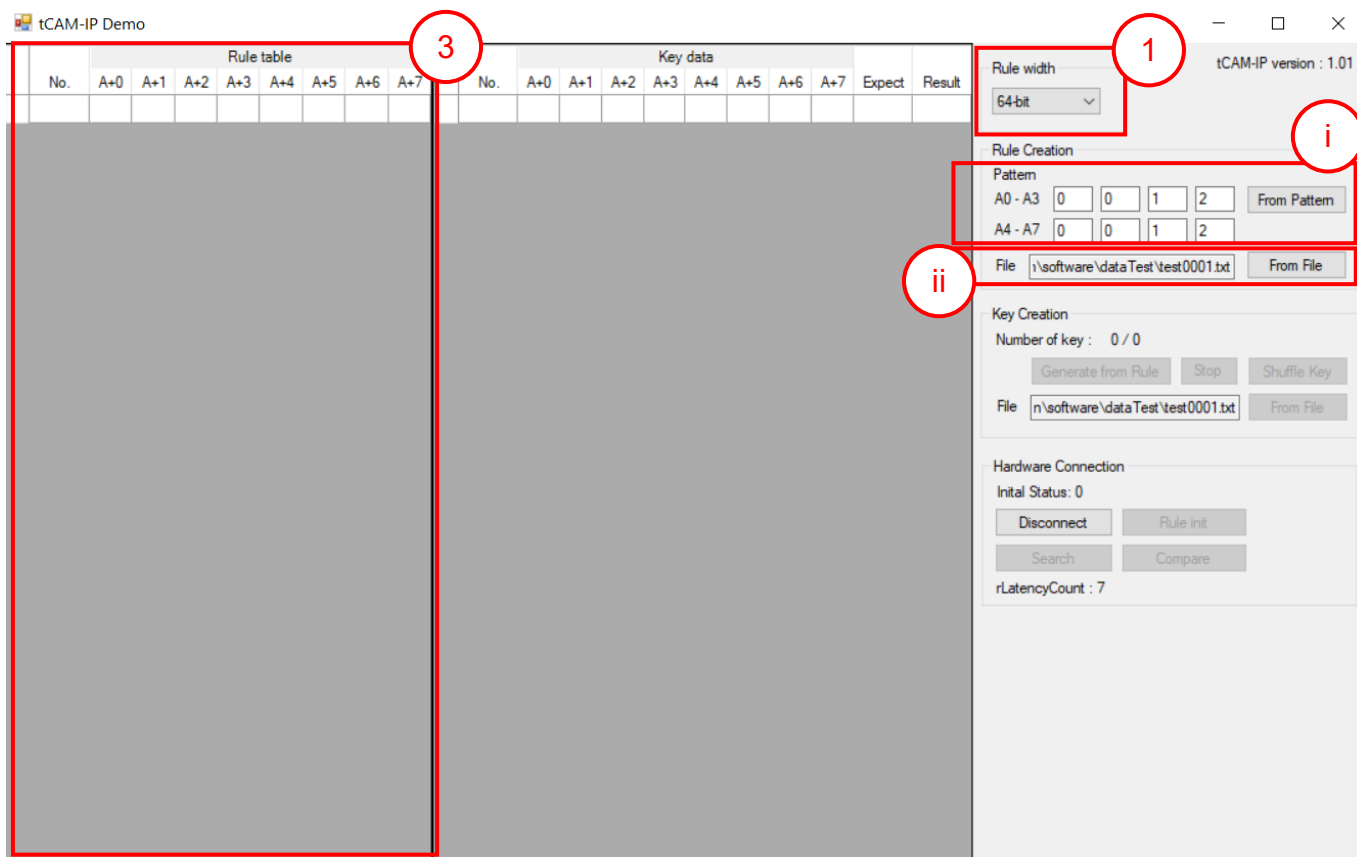 tCAM-IP Demo
3
1
i
ii
Rule table
No. A+0 A+1 A+2 A+3 A+4 A+5 A+6 A+7
Key data
No. A+0 A+1 A+2 A+3 A+4 A+5 A+6 A+7 Expect Result
tCAM-IP version : 1.01
Rule width
64-bit
Rule Creation
Pattern
A0 - A3 0 0 1 2 From Pattern
A4 - A7 0 0 1 2
File \software\dataTest\test0001.txt From File
Key Creation
Number of key : 0 / 0
Generate from Rule Stop Shuffle Key
File n\software\dataTest\test0001.txt From File
Hardware Connection
Inital Status: 0
Disconnect Rule init
Search Compare
rLatencyCount : 7